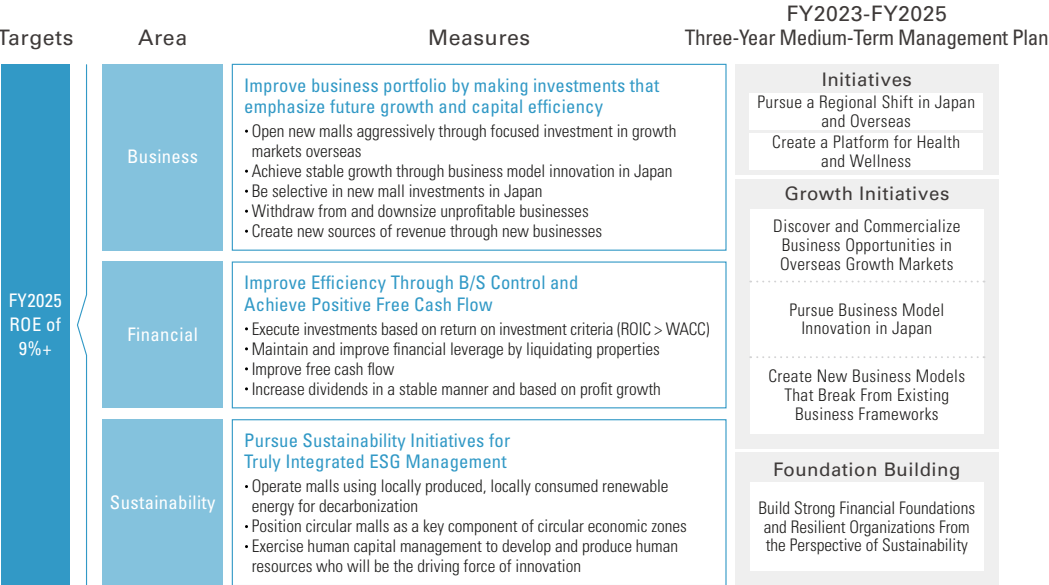 Targets
Area
Measures
FY2023-FY2025
Three-Year Medium-Term Management Plan
FY2025
ROE of
9%+
Business
Improve business portfolio by making investments that
emphasize future growth and capital efficiency
• Open new malls aggressively through focused investment in growth
markets overseas
• Achieve stable growth through business model innovation in Japan
• Be selective in new mall investments in Japan
• Withdraw from and downsize unprofitable businesses
• Create new sources of revenue through new businesses
Financial
Improve Efficiency Through B/S Control and
Achieve Positive Free Cash Flow
• Execute investments based on return on investment criteria (ROIC > WACC)
• Maintain and improve financial leverage by liquidating properties
• Improve free cash flow
• Increase dividends in a stable manner and based on profit growth
Sustainability
Pursue Sustainability Initiatives for
Truly Integrated ESG Management
• Operate malls using locally produced, locally consumed renewable
energy for decarbonization
• Position circular malls as a key component of circular economic zones
• Exercise human capital management to develop and produce human
resources who will be the driving force of innovation
Initiatives
Pursue a Regional Shift in Japan
and Overseas
Create a Platform for Health
and Wellness
Growth Initiatives
Discover and Commercialize
Business Opportunities in
Overseas Growth Markets
Pursue Business Model
Innovation in Japan
Create New Business Models
That Break From Existing
Business Frameworks
Foundation Building
Build Strong Financial Foundations
and Resilient Organizations From
the Perspective of Sustainability